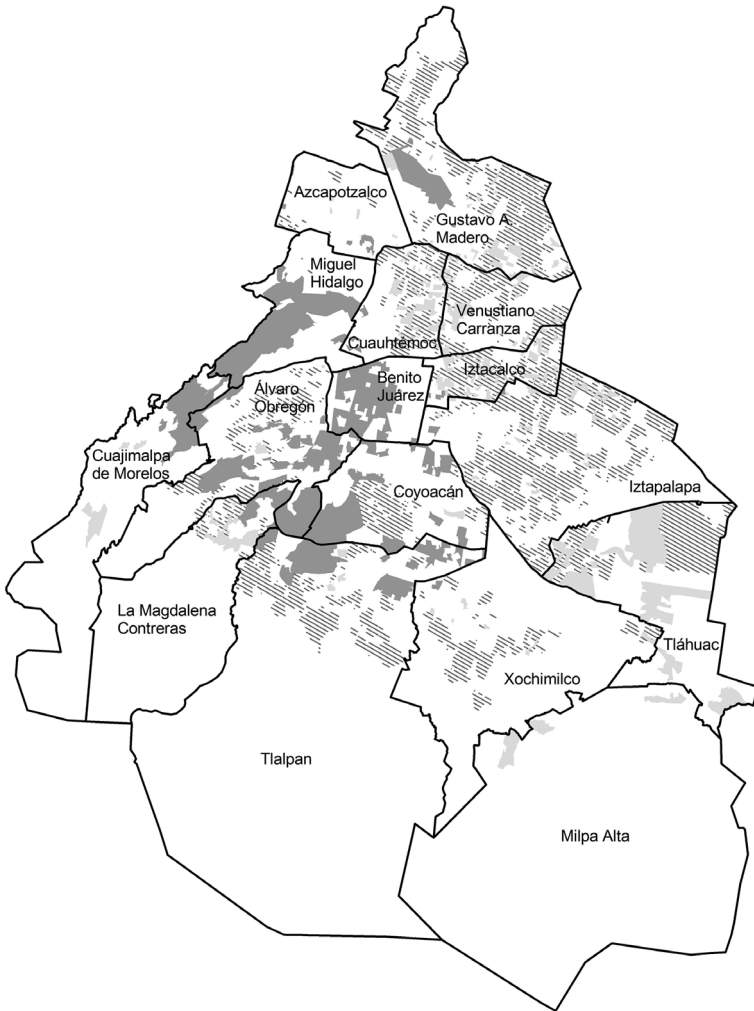 Azcapotzalco
Gustavo A.
Madero
Miguel
Hidalgo
Venustiano
Carranza
Cuauhtémoc
Iztacalco
Benito
Juárez
Álvaro
Obregón
Cuajimalpa
de Morelos
Coyoacán
Iztapalapa
La Magdalena
Contreras
Tláhuac
Xochimilco
Tlalpan
Milpa Alta